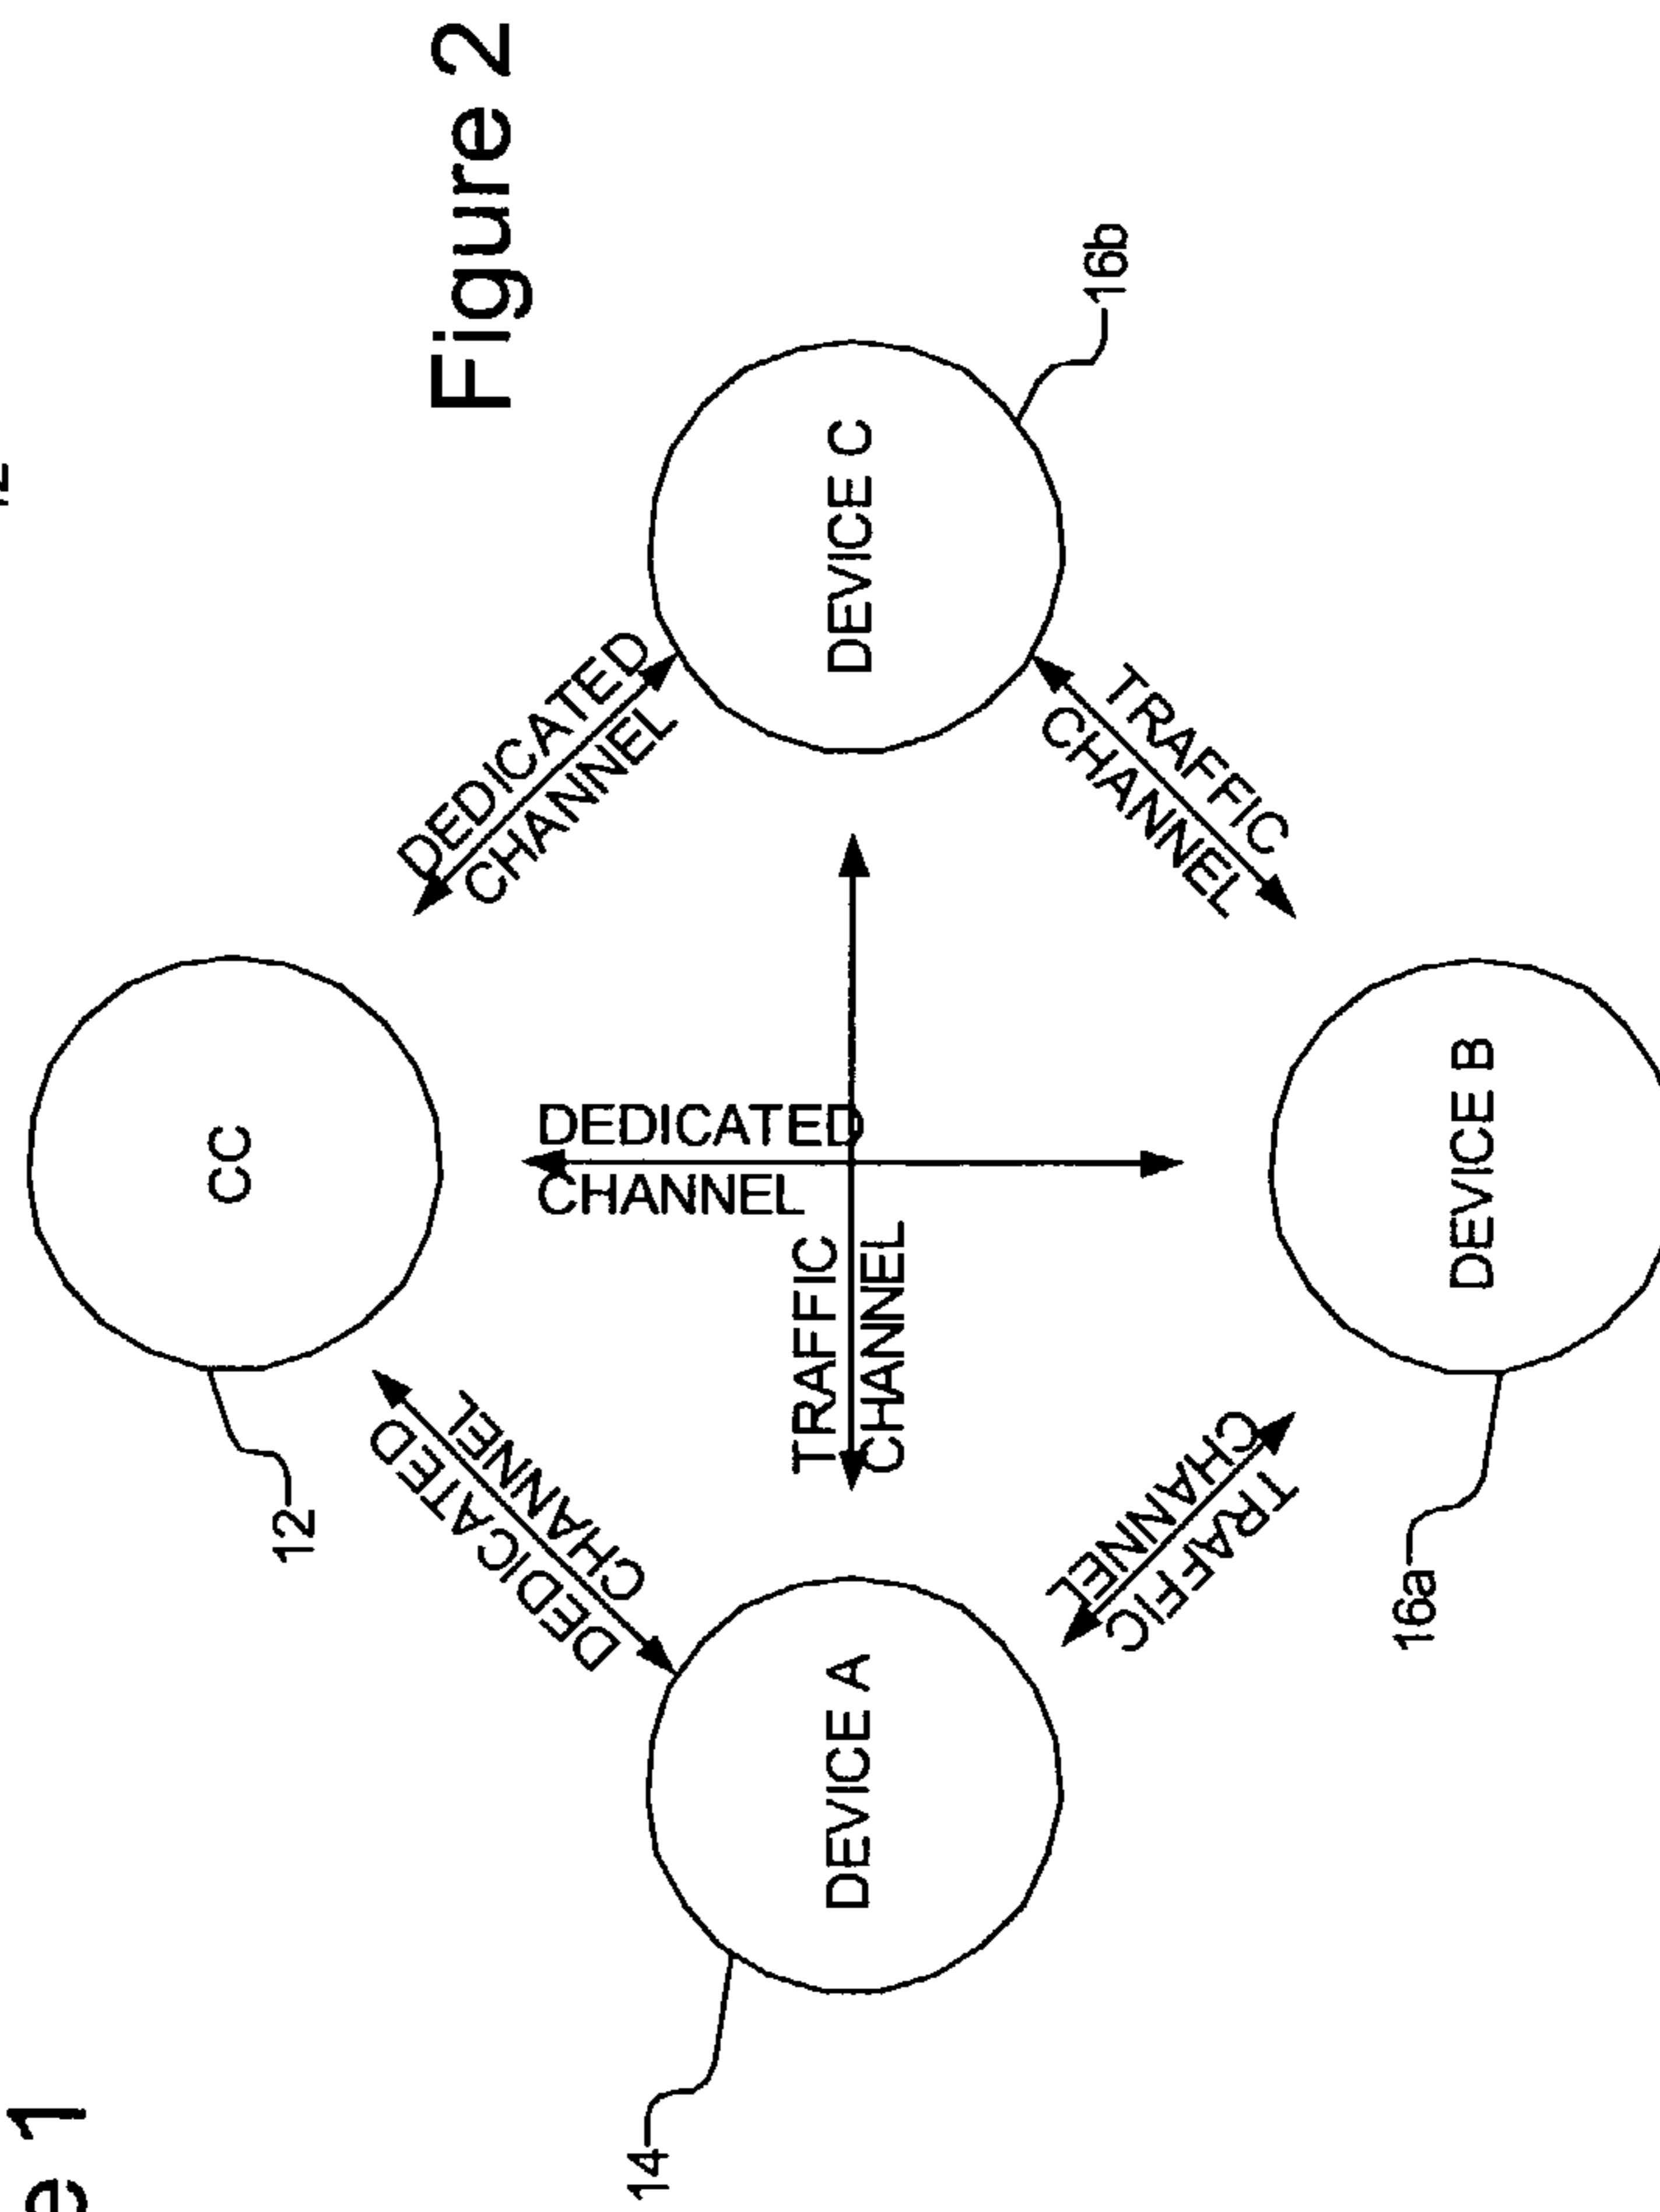 Figure 2
CC
12
DEDICATED
CHANNEL
DEDICATED
CHANNEL
DEDICATED
CHANNEL
14
DEVICE A
TRAFFIC
CHANNEL
DEVICE C
16b
TRAFFIC
CHANNEL
TRAFFIC
CHANNEL
16a
DEVICE B
e 1